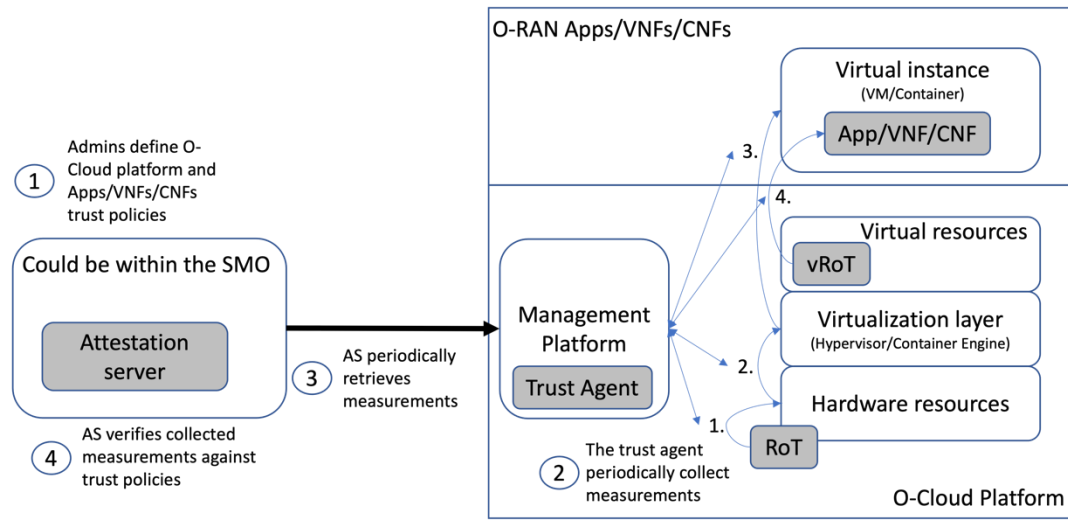 O-RAN Apps/VNFs/CNFs
Virtual instance
(VM/Container)
App/VNF/CNF
1
Admins define O-
Cloud platform and
Apps/VNFs/CNFs
trust policies
3.
4.
Could be within the SMO
Attestation
server
3
AS periodically
retrieves
measurements
4
AS verifies collected
measurements against
trust policies
Management
Platform
Trust Agent
Virtual resources
vRoT
Virtualization layer
(Hypervisor/Container Engine)
2.
Hardware resources
1.
RoT
2
The trust agent
periodically collect
measurements
O-Cloud Platform